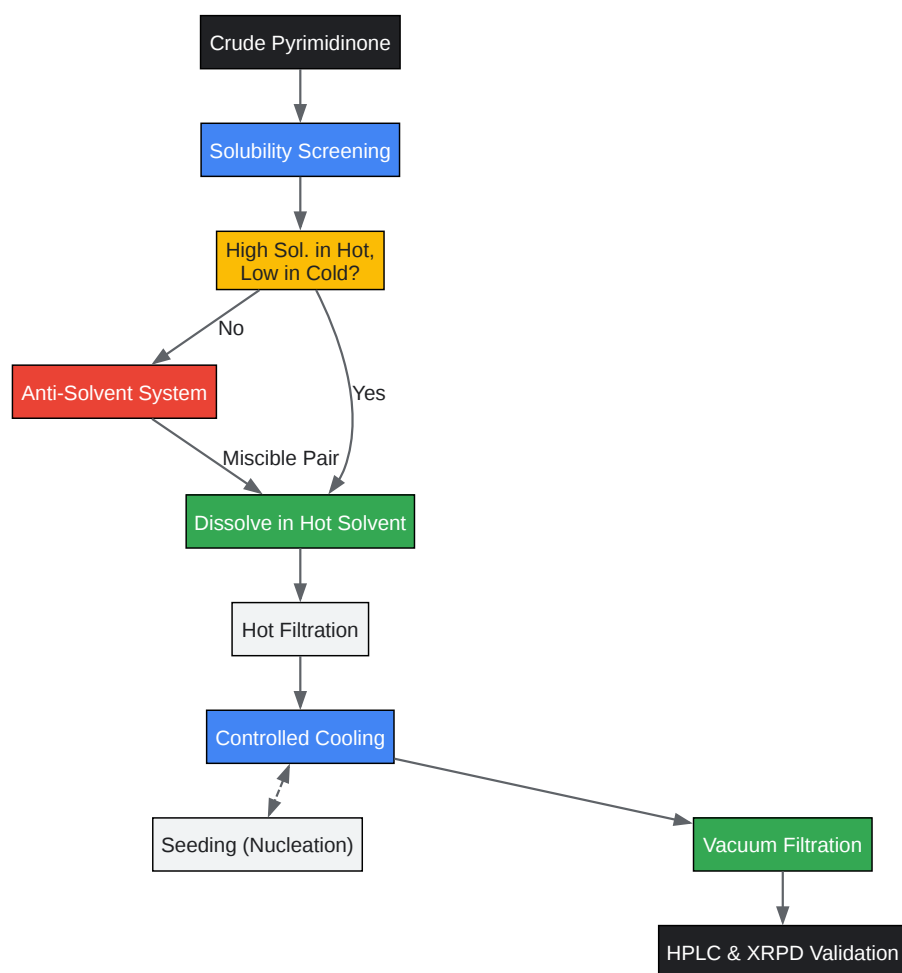 Crude Pyrimidinone
Solubility Screening
High Sol. in Hot,
Low in Cold?
No
Yes
Anti-Solvent System
Miscible Pair
Dissolve in Hot Solvent
Hot Filtration
Controlled Cooling
Seeding (Nucleation)
Vacuum Filtration
HPLC & XRPD Validation